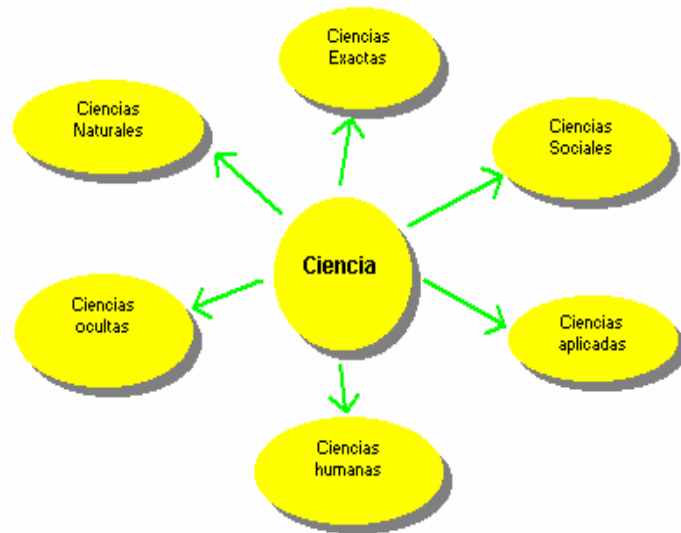 Ciencias
Exactas
Ciencias
Naturales
Ciencias
Sociales
Ciencia
Ciencias
ocultas
Ciencias
aplicadas
Ciencias
humanas